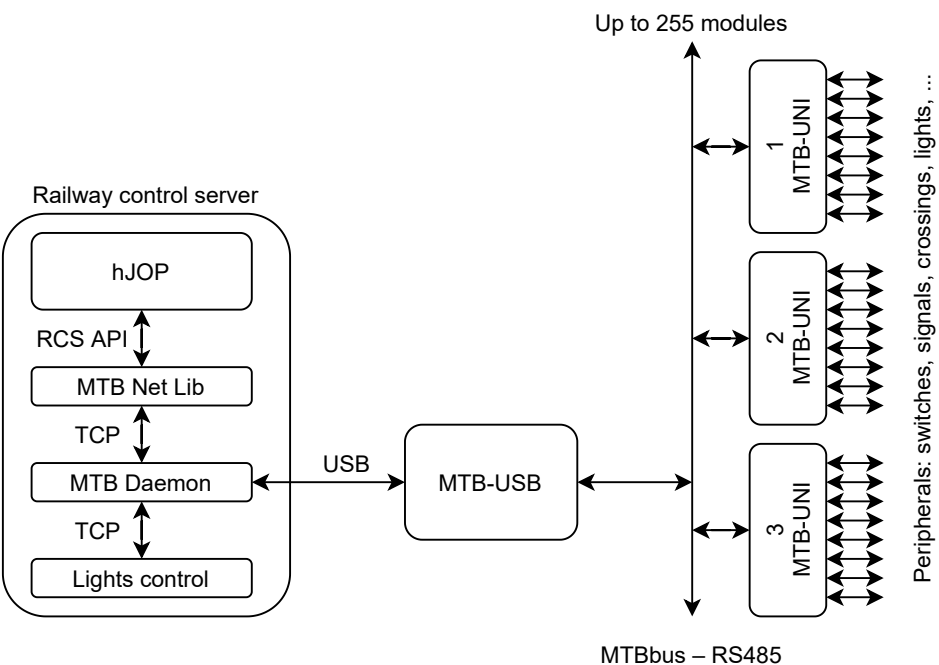 Up to 255 modules
Railway control server
hJOP
RCS API
MTB Net Lib
TCP
MTB Daemon
TCP
Lights control
USB
MTB-USB
1
MTB-UNI
2
MTB-UNI
3
MTB-UNI
Peripherals: switches, signals, crossings, lights, ...
MTBbus – RS485